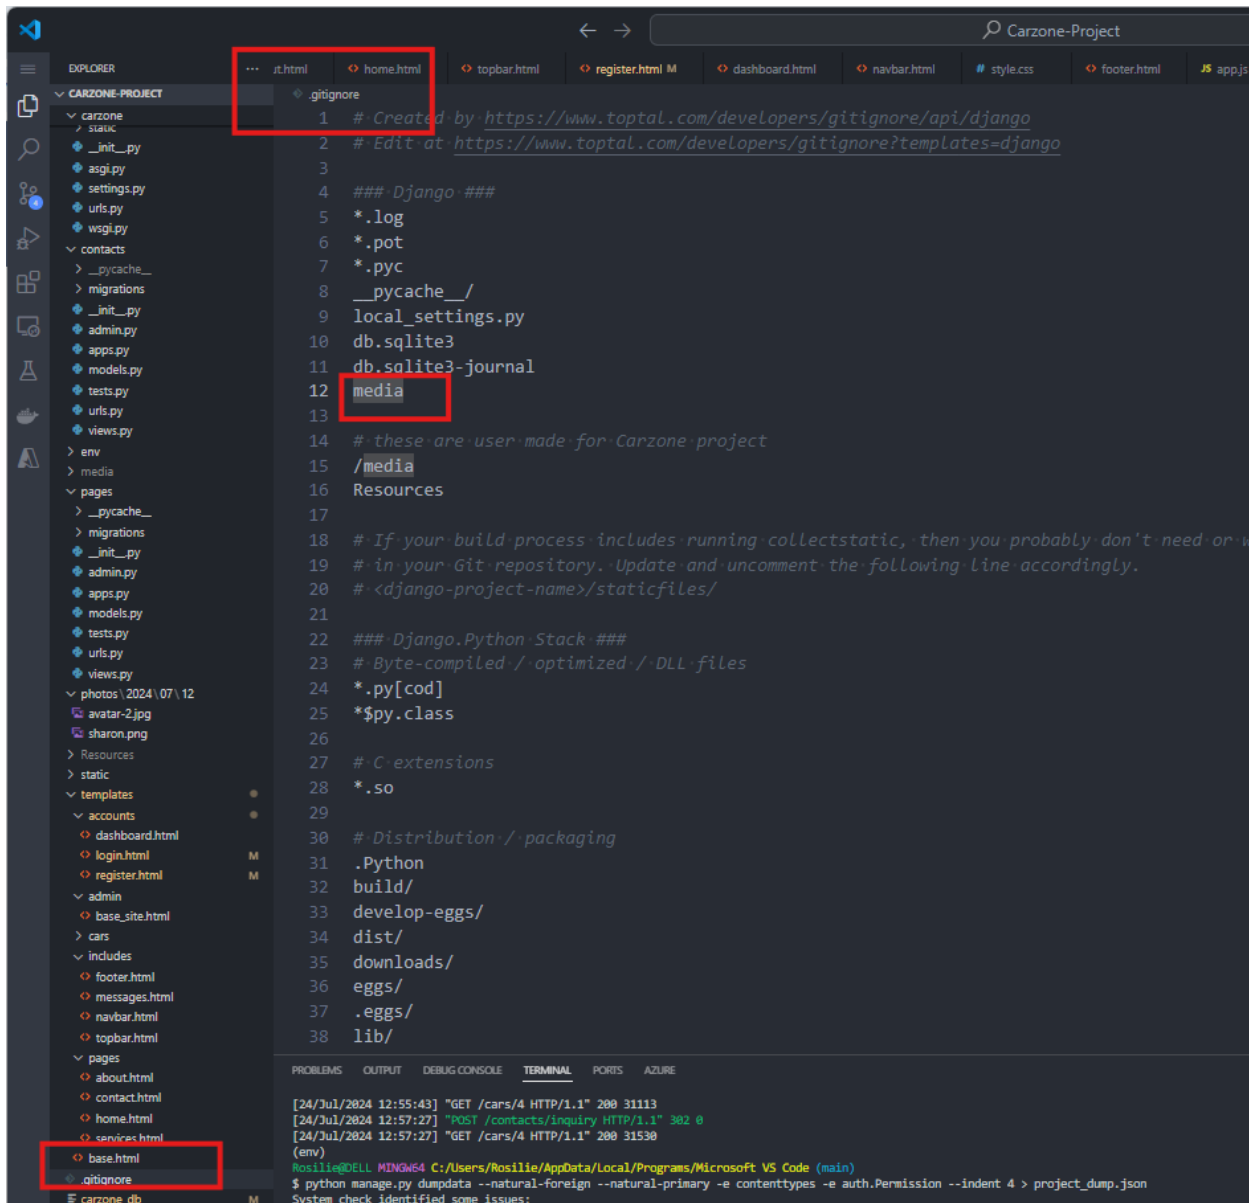 Carzone-Project
EXPLORER
... ut.html
home.html
topbar.html
register.html M
dashboard.html
navbar.html
# style.css
footer.html
JS app.js
CARZONE-PROJECT
carzone
static
__init__.py
asgi.py
settings.py
urls.py
wsgi.py
contacts
__pycache__
migrations
__init__.py
admin.py
apps.py
models.py
tests.py
urls.py
views.py
env
media
pages
__pycache__
migrations
__init__.py
admin.py
apps.py
models.py
tests.py
urls.py
views.py
photos\2024\07\12
avatar-2.jpg
sharon.png
Resources
static
templates
accounts
dashboard.html
login.html M
register.html M
admin
base_site.html
cars
includes
footer.html
messages.html
navbar.html
topbar.html
pages
about.html
contact.html
home.html
services.html
base.html
.gitignore
carzone_db M
4
.gitignore
1 # Created by https://www.toptal.com/developers/gitignore/api/django
2 # Edit at https://www.toptal.com/developers/gitignore?templates=django
3
4 ### Django ###
5 *.log
6 *.pot
7 *.pyc
8 __pycache__/
9 local_settings.py
10 db.sqlite3
11 db.sqlite3-journal
12 media
13
14 # these are user made for Carzone project
15 /media
16 Resources
17
18 # If your build process includes running collectstatic, then you probably don't need or w
19 # in your Git repository. Update and uncomment the following line accordingly.
20 # <django-project-name>/staticfiles/
21
22 ### Django.Python Stack ###
23 # Byte-compiled / optimized / DLL files
24 *.py[cod]
25 *$py.class
26
27 # C extensions
28 *.so
29
30 # Distribution / packaging
31 .Python
32 build/
33 develop-eggs/
34 dist/
35 downloads/
36 eggs/
37 .eggs/
38 lib/
PROBLEMS OUTPUT DEBUG CONSOLE TERMINAL PORTS AZURE
[24/Jul/2024 12:55:43] "GET /cars/4 HTTP/1.1" 200 31113
[24/Jul/2024 12:57:27] "POST /contacts/inquiry HTTP/1.1" 302 0
[24/Jul/2024 12:57:27] "GET /cars/4 HTTP/1.1" 200 31530
(env)
Rosilie@DELL MINGW64 C:/Users/Rosilie/AppData/Local/Programs/Microsoft VS Code (main)
$ python manage.py dumpdata --natural-foreign --natural-primary -e contenttypes -e auth.Permission --indent 4 > project_dump.json
System check identified some issues: